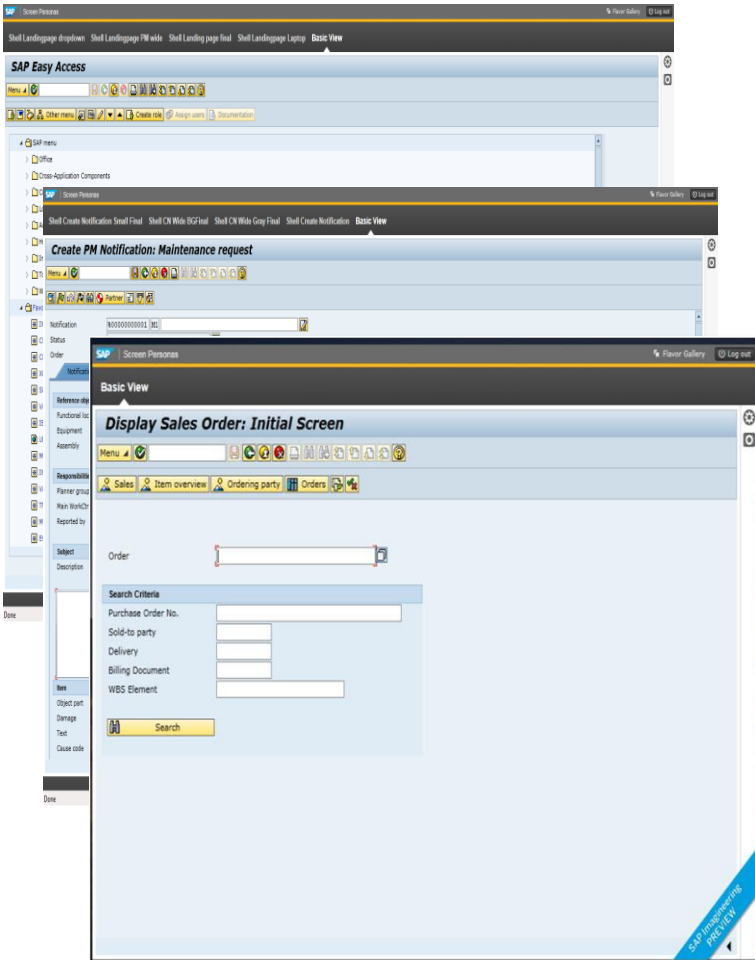 SAP Screen Personas Flavor Gallery Log out
Shell Landingpage dropdown Shell Landingpage PM wide Shell Landing page final Shell Landingpage Laptop Basic View
SAP Easy Access
Menu
Other menu Create role Assign users Documentation
SAP menu
Office
Cross-Application Components
SAP Screen Personas Flavor Gallery Log out
Shell Create Notification Small Final Shell CN Wide BGFinal Shell CN Wide Gray Final Shell Create Notification Basic View
Create PM Notification: Maintenance request
Menu
Partner
Notification %00000000001 M1
Status
Order
Reference obj
Functional loc
Equipment
Assembly
Responsibilitie
Planner group
Main WorkCtr
Reported by
Subject
Description
Item
Object part
Damage
Text
Cause code
Done
Done
SAP Screen Personas Flavor Gallery Log out
Basic View
Display Sales Order: Initial Screen
Menu
Sales Item overview Ordering party Orders
Order
Search Criteria
Purchase Order No.
Sold-to party
Delivery
Billing Document
WBS Element
Search
SAP Imagineering
PREVIEW